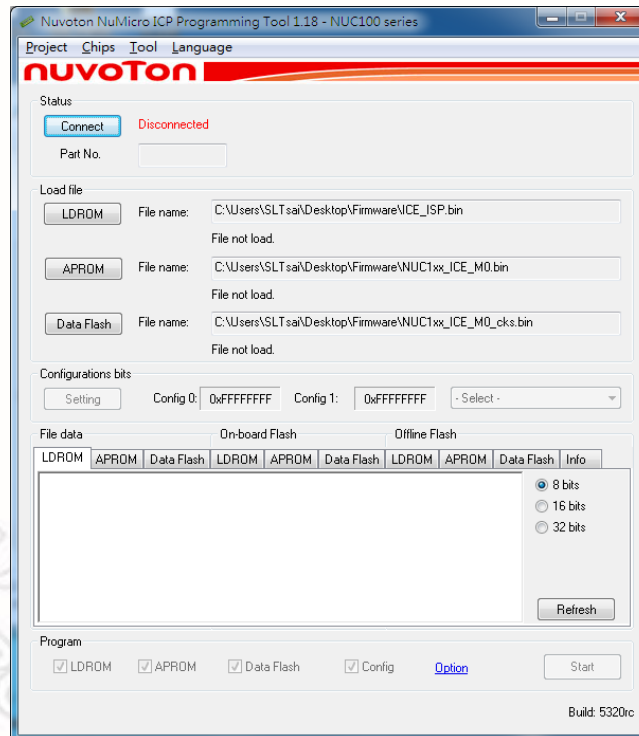 Nuvoton NuMicro ICP Programming Tool 1.18 - NUC100 series
Project Chips Tool Language
nuvoTon
Status
Connect Disconnected
Part No.
Load file
LDROM File name: C:\Users\SLTsai\Desktop\Firmware\ICE_ISP.bin
File not load.
APROM File name: C:\Users\SLTsai\Desktop\Firmware\NUC1xx_ICE_M0.bin
File not load.
Data Flash File name: C:\Users\SLTsai\Desktop\Firmware\NUC1xx_ICE_M0_cks.bin
File not load.
Configurations bits
Setting Config 0: 0xFFFFFFFF Config 1: 0xFFFFFFFF - Select -
File data On-board Flash Offline Flash
LDROM APROM Data Flash LDROM APROM Data Flash LDROM APROM Data Flash Info
8 bits
16 bits
32 bits
Refresh
Program
LDROM APROM Data Flash Config Option Start
Build: 5320rc